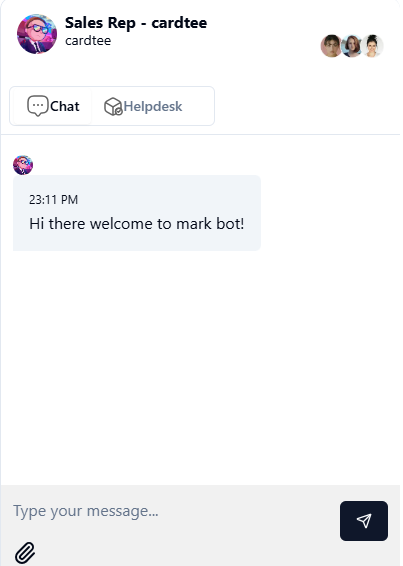 Sales Rep - cardtee
cardtee
Chat
Helpdesk
23:11 PM
Hi there welcome to mark bot!
Type your message...